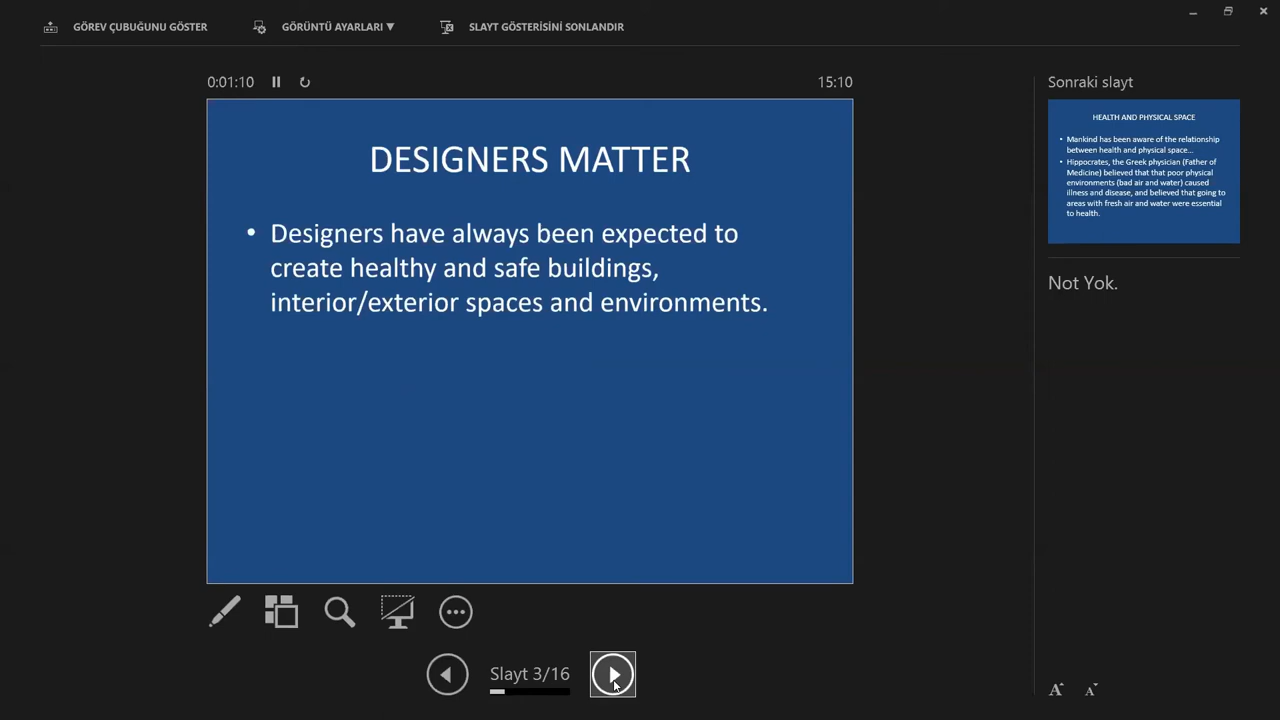 GÖREV ÇUBUĞUNU GÖSTER
GÖRÜNTÜ AYARLARI ▼
SLAYT GÖSTERİSİNİ SONLANDIR
0:01:10
15:10
DESIGNERS MATTER
• Designers have always been expected to
create healthy and safe buildings,
interior/exterior spaces and environments.
Slayt 3/16
Sonraki slayt
HEALTH AND PHYSICAL SPACE
• Mankind has been aware of the relationship
between health and physical space...
• Hippocrates, the Greek physician (Father of
Medicine) believed that that poor physical
environments (bad air and water) caused
illness and disease, and believed that going to
areas with fresh air and water were essential
to health.
Not Yok.
A A